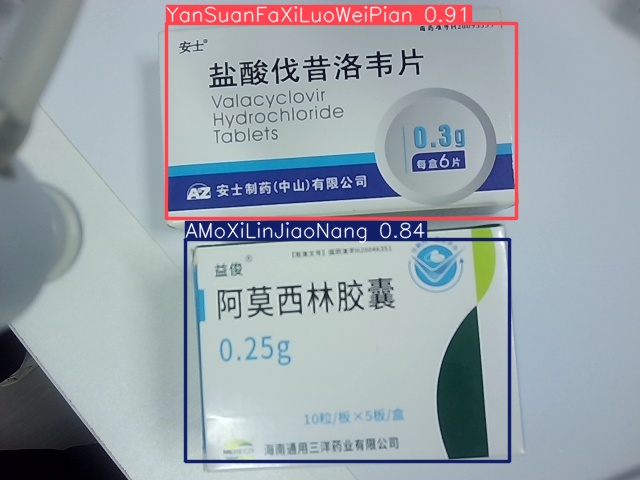 YanSuanFaXiLuoWeiPian 0.91
安士®
盐酸伐昔洛韦片
Valacyclovir
Hydrochloride
Tablets
0.3g
每盒6片
AZ 安士制药(中山)有限公司
AMoXiLinJiaoNang 0.84
益俊®
阿莫西林胶囊
0.25g
10粒/板×5板/盒
海南通用三洋药业有限公司